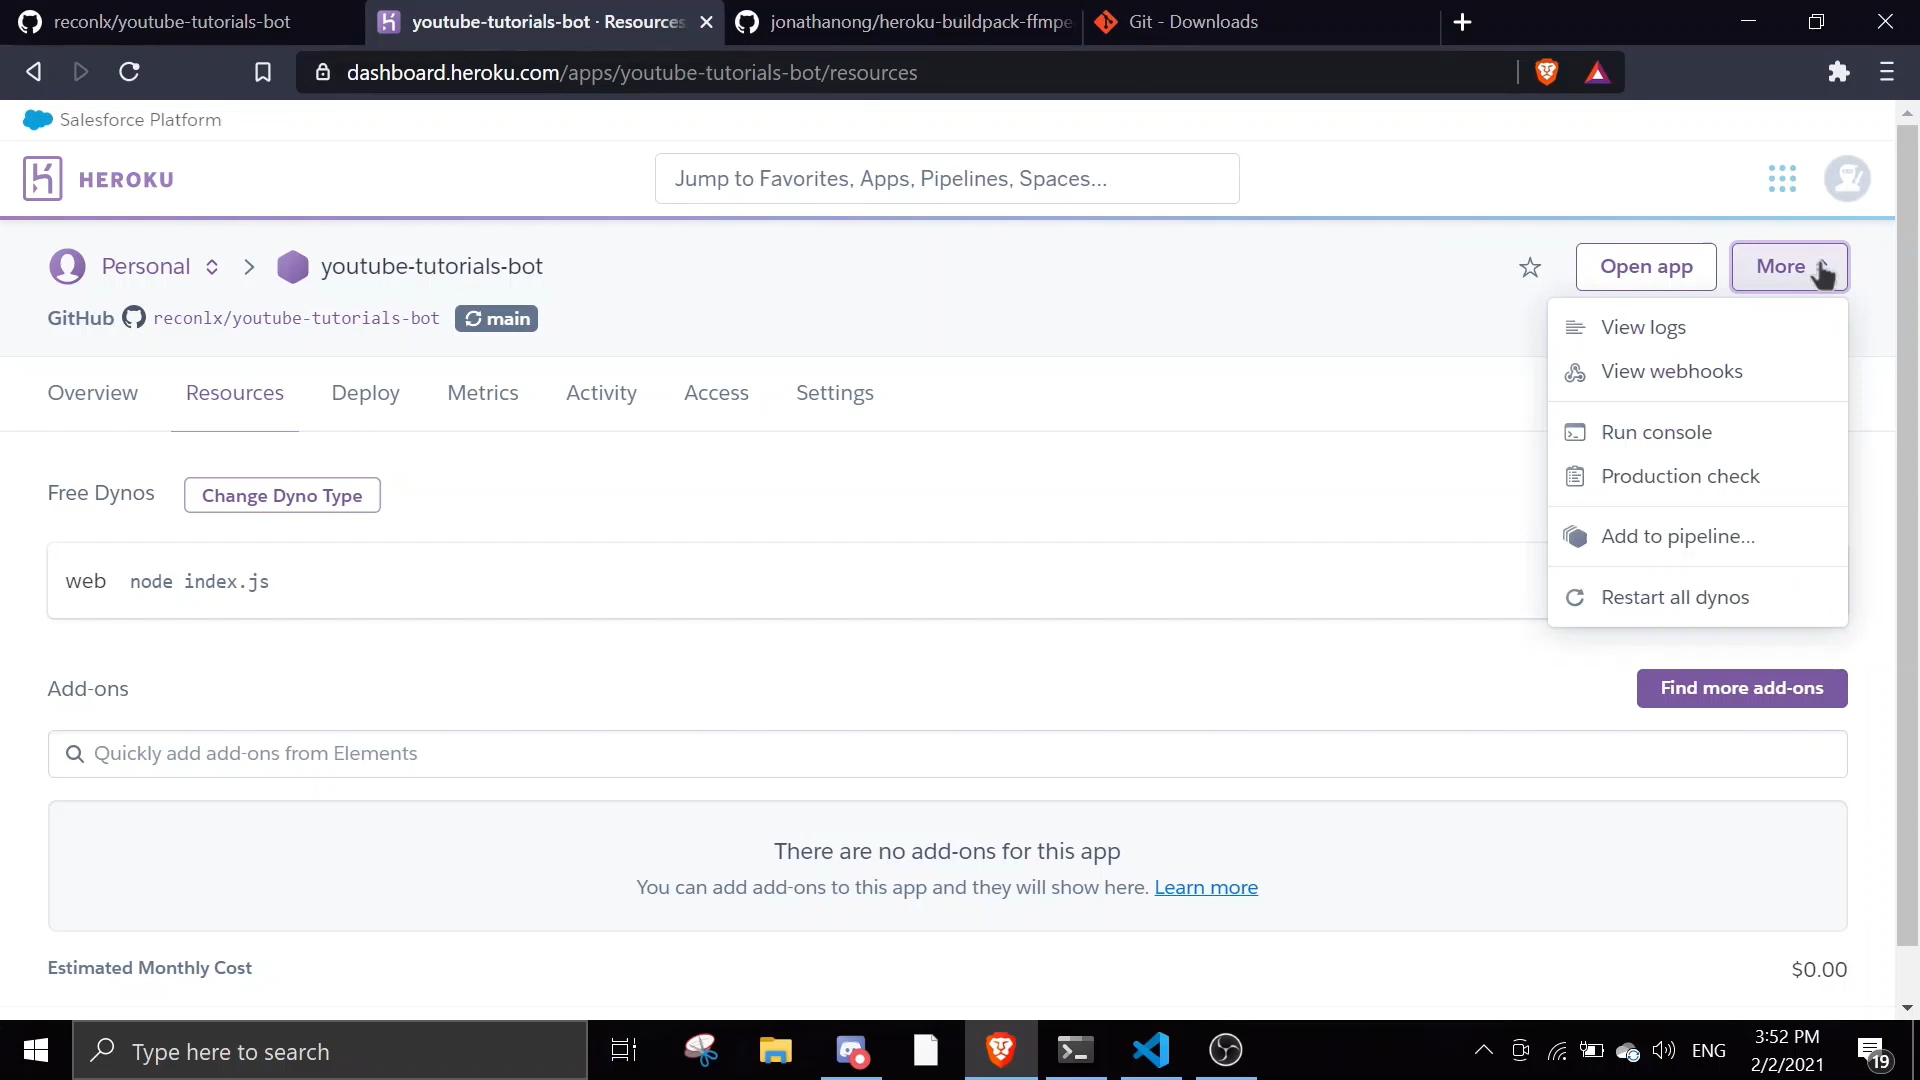 reconlx/youtube-tutorials-bot
youtube-tutorials-bot · Resources
jonathanong/heroku-buildpack-ffmpe
Git - Downloads
dashboard.heroku.com/apps/youtube-tutorials-bot/resources
Salesforce Platform
HEROKU
Jump to Favorites, Apps, Pipelines, Spaces...
Personal
youtube-tutorials-bot
Open app
More
GitHub
reconlx/youtube-tutorials-bot
main
View logs
View webhooks
Run console
Production check
Add to pipeline...
Restart all dynos
Overview
Resources
Deploy
Metrics
Activity
Access
Settings
Free Dynos
Change Dyno Type
web node index.js
Add-ons
Find more add-ons
Quickly add add-ons from Elements
There are no add-ons for this app
You can add add-ons to this app and they will show here. Learn more
Estimated Monthly Cost
$0.00
Type here to search
ENG
3:52 PM
2/2/2021
19